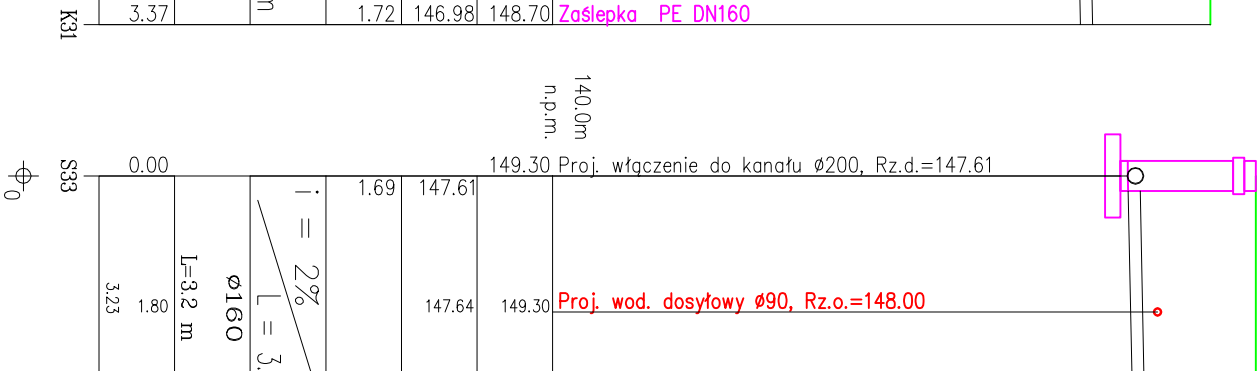 K31
3.37
m
1.72
146.98
148.70
Zaślepka PE DN160
140.0m
n.p.m.
0
S33
0.00
149.30
Proj. włączenie do kanału ø200, Rz.d.=147.61
1.69
147.61
i = 2%
L = 3.
ø160
L=3.2 m
3.23
1.80
147.64
149.30
Proj. wod. dosyłowy ø90, Rz.o.=148.00